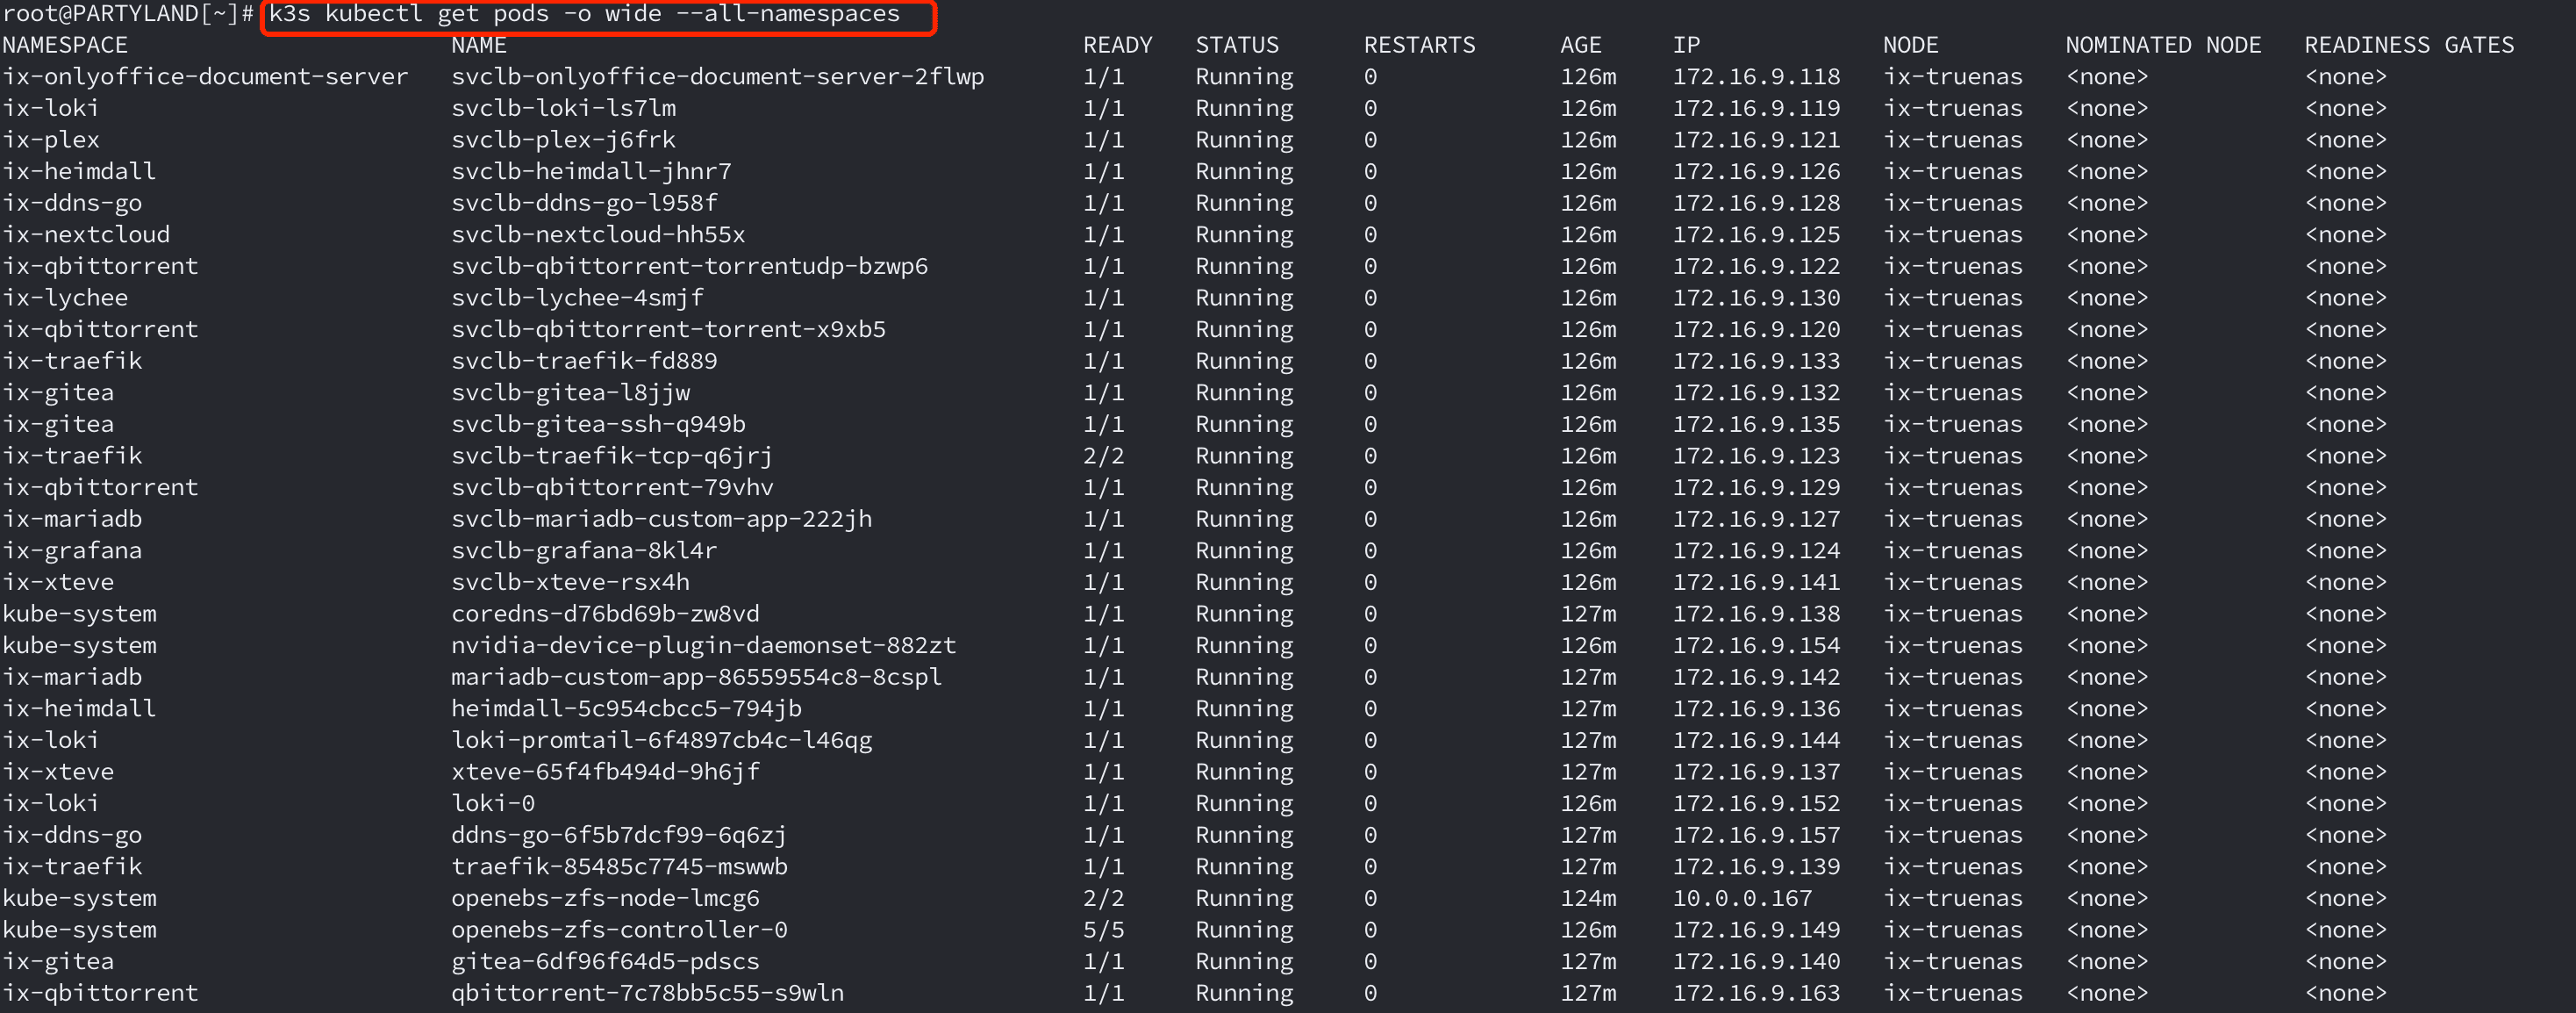 root@PARTYLAND[~]# k3s kubectl get pods -o wide --all-namespaces
NAMESPACE NAME READY STATUS RESTARTS AGE IP NODE NOMINATED NODE READINESS GATES
ix-onlyoffice-document-server svclb-onlyoffice-document-server-2flwp 1/1 Running 0 126m 172.16.9.118 ix-truenas <none> <none>
ix-loki svclb-loki-ls7lm 1/1 Running 0 126m 172.16.9.119 ix-truenas <none> <none>
ix-plex svclb-plex-j6frk 1/1 Running 0 126m 172.16.9.121 ix-truenas <none> <none>
ix-heimdall svclb-heimdall-jhnr7 1/1 Running 0 126m 172.16.9.126 ix-truenas <none> <none>
ix-ddns-go svclb-ddns-go-l958f 1/1 Running 0 126m 172.16.9.128 ix-truenas <none> <none>
ix-nextcloud svclb-nextcloud-hh55x 1/1 Running 0 126m 172.16.9.125 ix-truenas <none> <none>
ix-qbittorrent svclb-qbittorrent-torrentudp-bzwp6 1/1 Running 0 126m 172.16.9.122 ix-truenas <none> <none>
ix-lychee svclb-lychee-4smjf 1/1 Running 0 126m 172.16.9.130 ix-truenas <none> <none>
ix-qbittorrent svclb-qbittorrent-torrent-x9xb5 1/1 Running 0 126m 172.16.9.120 ix-truenas <none> <none>
ix-traefik svclb-traefik-fd889 1/1 Running 0 126m 172.16.9.133 ix-truenas <none> <none>
ix-gitea svclb-gitea-l8jjw 1/1 Running 0 126m 172.16.9.132 ix-truenas <none> <none>
ix-gitea svclb-gitea-ssh-q949b 1/1 Running 0 126m 172.16.9.135 ix-truenas <none> <none>
ix-traefik svclb-traefik-tcp-q6jrj 2/2 Running 0 126m 172.16.9.123 ix-truenas <none> <none>
ix-qbittorrent svclb-qbittorrent-79vhv 1/1 Running 0 126m 172.16.9.129 ix-truenas <none> <none>
ix-mariadb svclb-mariadb-custom-app-222jh 1/1 Running 0 126m 172.16.9.127 ix-truenas <none> <none>
ix-grafana svclb-grafana-8kl4r 1/1 Running 0 126m 172.16.9.124 ix-truenas <none> <none>
ix-xteve svclb-xteve-rsx4h 1/1 Running 0 126m 172.16.9.141 ix-truenas <none> <none>
kube-system coredns-d76bd69b-zw8vd 1/1 Running 0 127m 172.16.9.138 ix-truenas <none> <none>
kube-system nvidia-device-plugin-daemonset-882zt 1/1 Running 0 126m 172.16.9.154 ix-truenas <none> <none>
ix-mariadb mariadb-custom-app-86559554c8-8cspl 1/1 Running 0 127m 172.16.9.142 ix-truenas <none> <none>
ix-heimdall heimdall-5c954cbcc5-794jb 1/1 Running 0 127m 172.16.9.136 ix-truenas <none> <none>
ix-loki loki-promtail-6f4897cb4c-l46qg 1/1 Running 0 127m 172.16.9.144 ix-truenas <none> <none>
ix-xteve xteve-65f4fb494d-9h6jf 1/1 Running 0 127m 172.16.9.137 ix-truenas <none> <none>
ix-loki loki-0 1/1 Running 0 126m 172.16.9.152 ix-truenas <none> <none>
ix-ddns-go ddns-go-6f5b7dcf99-6q6zj 1/1 Running 0 127m 172.16.9.157 ix-truenas <none> <none>
ix-traefik traefik-85485c7745-mswwb 1/1 Running 0 127m 172.16.9.139 ix-truenas <none> <none>
kube-system openebs-zfs-node-lmcg6 2/2 Running 0 124m 10.0.0.167 ix-truenas <none> <none>
kube-system openebs-zfs-controller-0 5/5 Running 0 126m 172.16.9.149 ix-truenas <none> <none>
ix-gitea gitea-6df96f64d5-pdscs 1/1 Running 0 127m 172.16.9.140 ix-truenas <none> <none>
ix-qbittorrent qbittorrent-7c78bb5c55-s9wln 1/1 Running 0 127m 172.16.9.163 ix-truenas <none> <none>